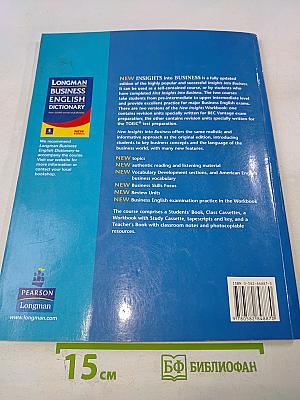 LONGMAN
BUSINESS
ENGLISH
DICTIONARY
NEW
We recommend
Longman Business
English Dictionary to
accompany the course.
Visit our website for
more information or
contact your local
bookshop.
NEW INSIGHTS into BUSINESS is a fully updated
edition of the highly popular and successful Insights into Business.
It can be used as a self-contained course, or by students who
have completed First Insights into Business. The two courses
take students from pre-intermediate to upper intermediate level
and provide excellent practice for major Business English exams.
There are two versions of the New Insights Workbook: one
contains revision units specially written for BEC Vantage exam
preparation; the other contains revision units specially written for
the TOEIC® test preparation.
New Insights into Business offers the same realistic and
informative approach as the original edition, introducing
students to key business concepts and the language of the
business world, with many new features.
NEW topics
NEW authentic reading and listening material
NEW Vocabulary Development sections, and American English
business vocabulary
NEW Business Skills Focus
NEW Review Units
NEW Business English examination practice in the Workbook
The course comprises a Students' Book, Class Cassettes, a
Workbook with Study Cassette, tapescripts and key, and a
Teacher's Book with classroom notes and photocopiable
resources.
PEARSON
Longman
www.longman.com
15 см
БФ БИБЛИОФАН